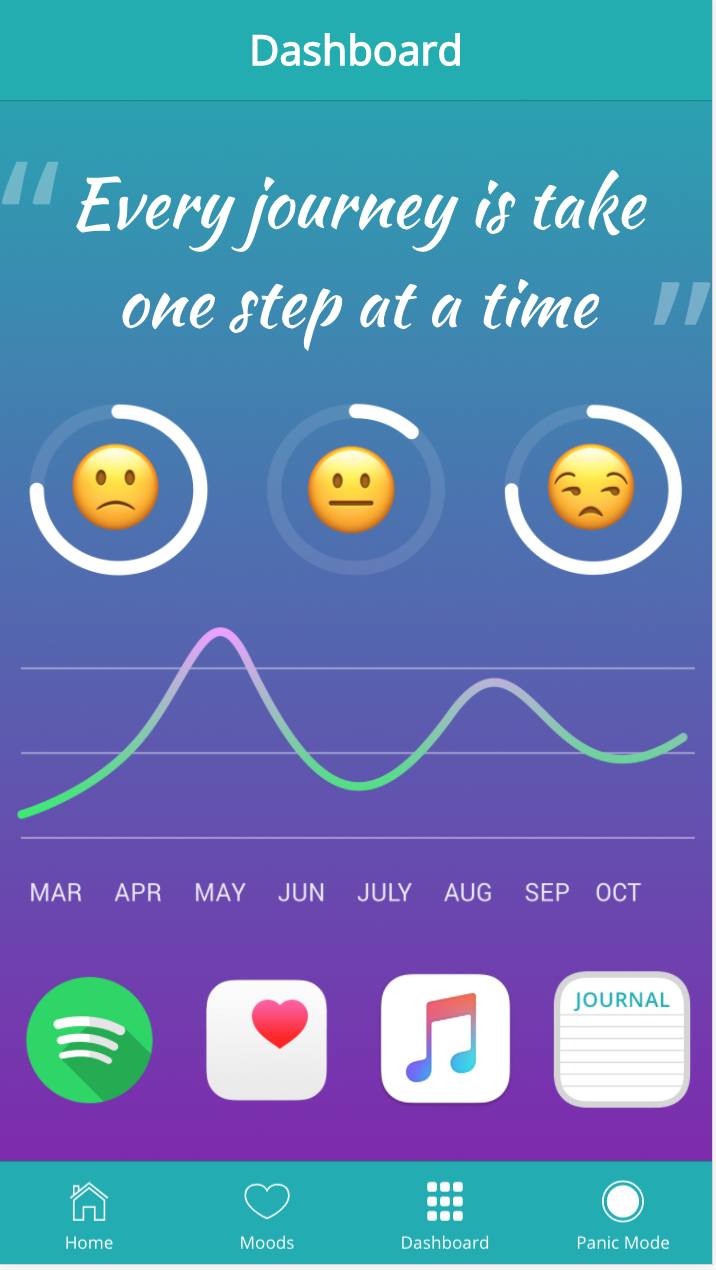 Dashboard
“ Every journey is take
one step at a time ”
MAR APR MAY JUN JULY AUG SEP OCT
JOURNAL
Home Moods Dashboard Panic Mode